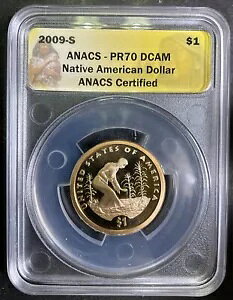 2009-S $1
ANACS - PR70 DCAM
Native American Dollar
ANACS Certified
UNITED STATES OF AMERICA
$1